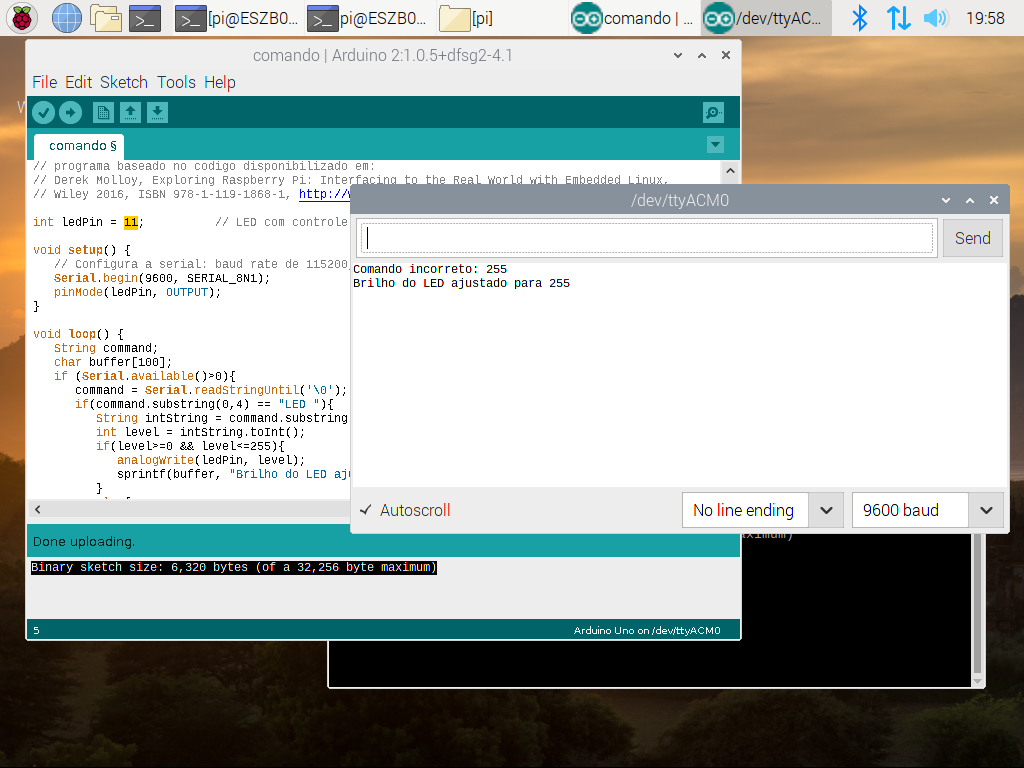 [pi@ESZB0...
pi@ESZB0...
[pi]
comando | ...
/dev/ttyAC...
19:58
comando | Arduino 2:1.0.5+dfsg2-4.1
File Edit Sketch Tools Help
comando §
// programa baseado no codigo disponibilizado em:
// Derek Molloy, Exploring Raspberry Pi: Interfacing to the Real World with Embedded Linux,
// Wiley 2016, ISBN 978-1-119-1868-1, http://
int ledPin = 11; // LED com controle
void setup() {
// Configura a serial: baud rate de 115200
Serial.begin(9600, SERIAL_8N1);
pinMode(ledPin, OUTPUT);
}
void loop() {
String command;
char buffer[100];
if (Serial.available()>0){
command = Serial.readStringUntil('\0');
if(command.substring(0,4) == "LED "){
String intString = command.substring
int level = intString.toInt();
if(level>=0 && level<=255){
analogWrite(ledPin, level);
sprintf(buffer, "Brilho do LED aju
}
Done uploading.
Binary sketch size: 6,320 bytes (of a 32,256 byte maximum)
5
Arduino Uno on /dev/ttyACM0
/dev/ttyACM0
Send
Comando incorreto: 255
Brilho do LED ajustado para 255
Autoscroll
No line ending
9600 baud